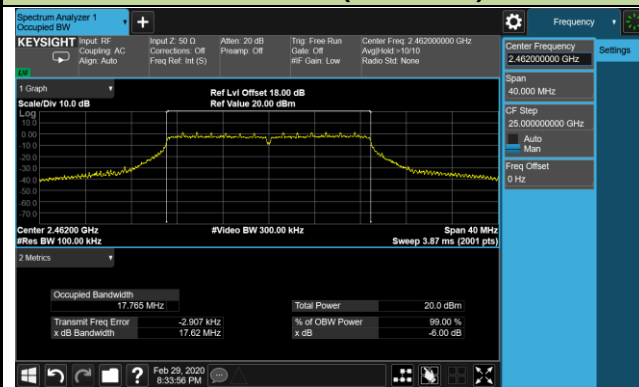 Spectrum Analyzer 1
Occupied BW
Frequency
KEYSIGHT
Input: RF
Coupling: AC
Align: Auto
Input Z: 50 Ω
Corrections: Off
Freq Ref: Int (S)
Atten: 20 dB
Preamp: Off
Trig: Free Run
Gate: Off
#IF Gain: Low
Center Freq: 2.462000000 GHz
Avg|Hold:>10/10
Radio Std: None
LW
Center Frequency
2.462000000 GHz
Settings
Span
40.000 MHz
CF Step
25.000000000 GHz
Auto
Man
Freq Offset
0 Hz
1 Graph
Scale/Div 10.0 dB
Ref Lvl Offset 18.00 dB
Ref Value 20.00 dBm
Log
10.0
0.00
-10.0
-20.0
-30.0
-40.0
-50.0
-60.0
-70.0
Center 2.46200 GHz
#Res BW 100.00 kHz
#Video BW 300.00 kHz
Span 40 MHz
Sweep 3.87 ms (2001 pts)
2 Metrics
Occupied Bandwidth
17.765 MHz
Total Power 20.0 dBm
Transmit Freq Error -2.907 kHz
% of OBW Power 99.00 %
x dB Bandwidth 17.62 MHz
x dB -6.00 dB
Feb 29, 2020
8:33:56 PM